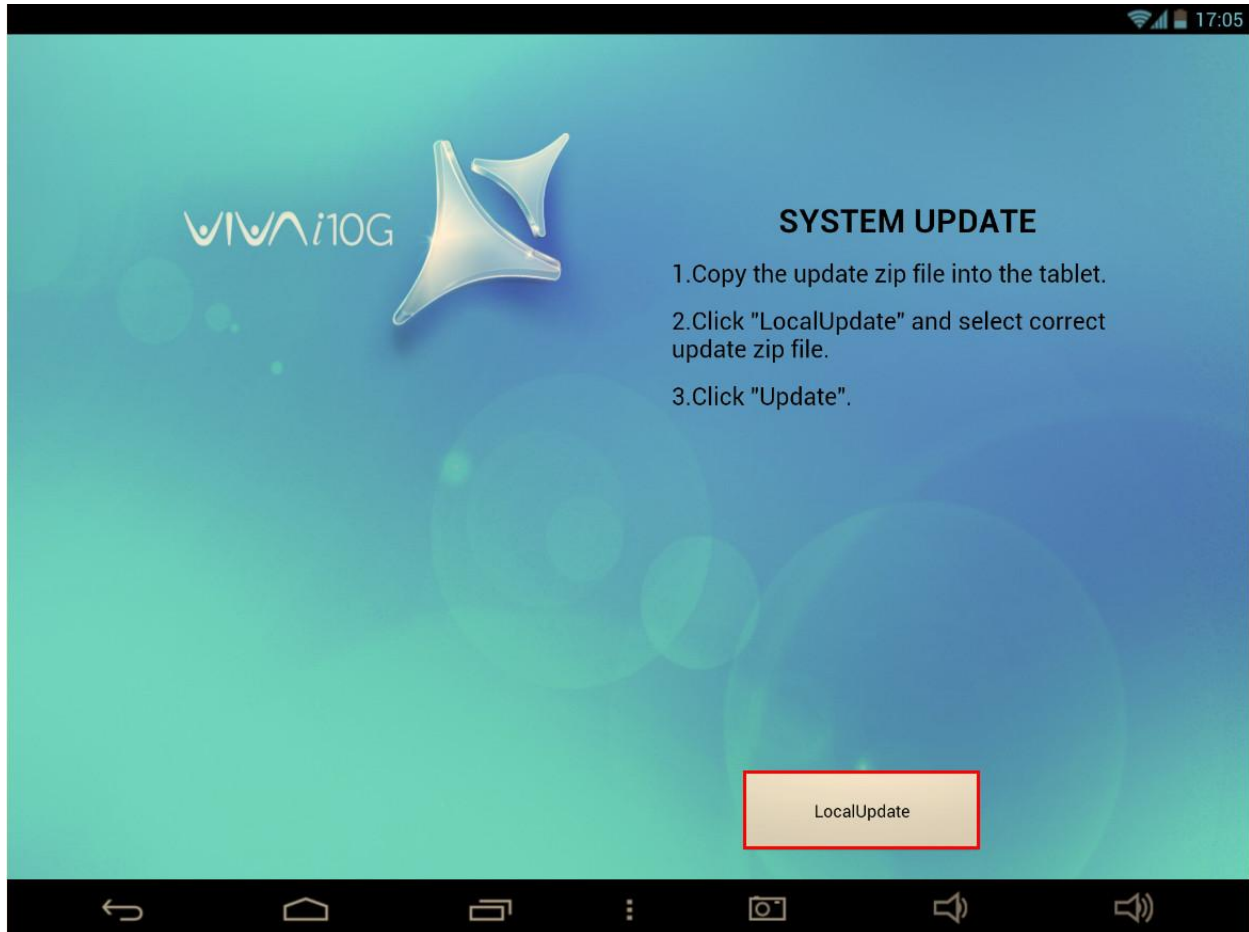 17:05
VIVA i10G
SYSTEM UPDATE
1.Copy the update zip file into the tablet.
2.Click "LocalUpdate" and select correct
update zip file.
3.Click "Update".
LocalUpdate